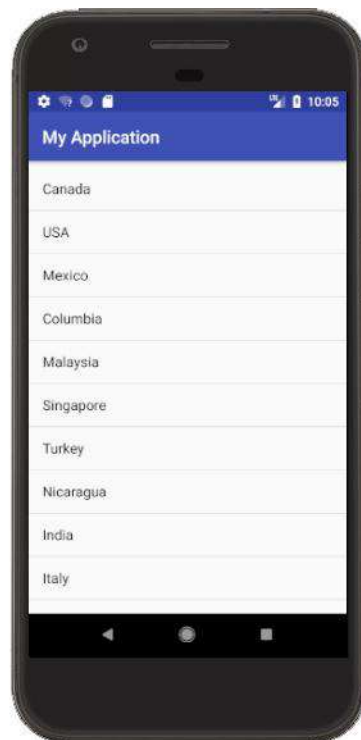 10:05
My Application
Canada
USA
Mexico
Columbia
Malaysia
Singapore
Turkey
Nicaragua
India
Italy